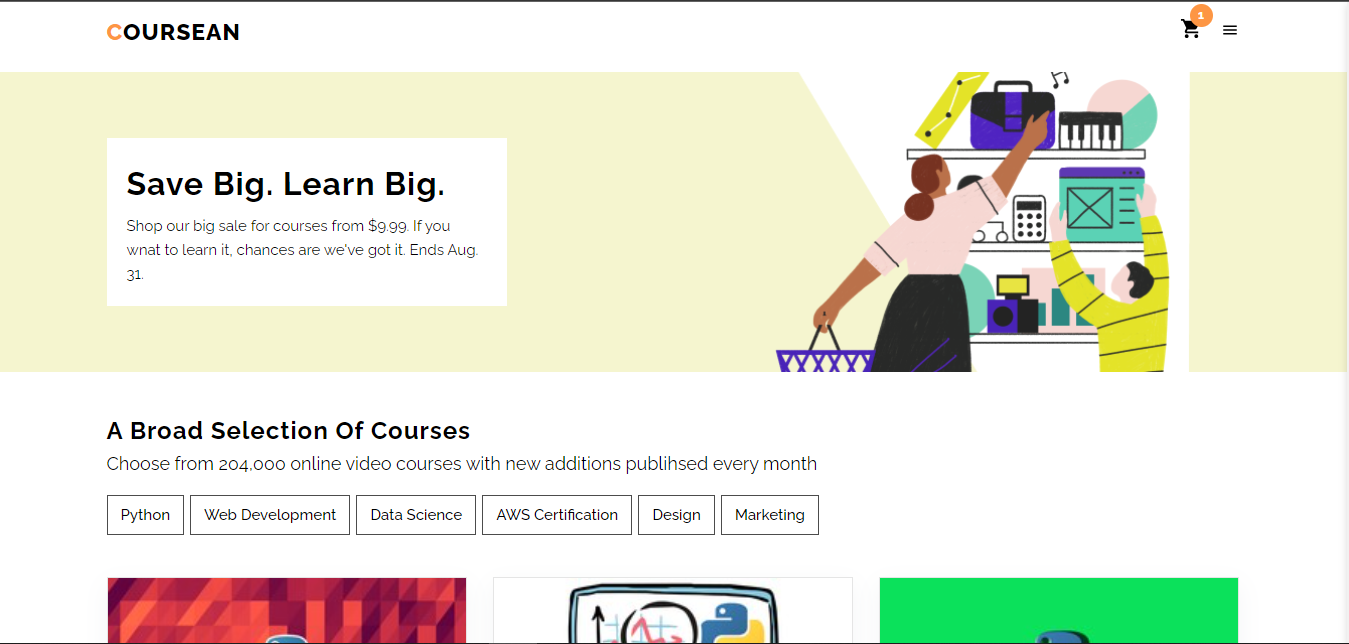 COURSEAN
1
Save Big. Learn Big.
Shop our big sale for courses from $9.99. If you
wnat to learn it, chances are we've got it. Ends Aug.
31.
A Broad Selection Of Courses
Choose from 204,000 online video courses with new additions publihsed every month
Python
Web Development
Data Science
AWS Certification
Design
Marketing